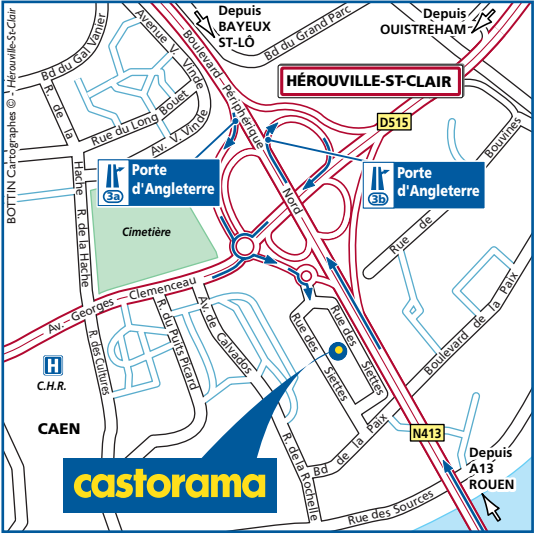 Depuis
BAYEUX
ST-LÔ
Depuis
OUISTREHAM
Bd du Grand Parc
Avenue V. Vinde
Boulevard Périphérique Nord
Bd du Gal Vanier
HÉROUVILLE-ST-CLAIR
BOTTIN Cartographes © - Hérouville-St-Clair
R. de la Hache
Rue du Long Bouet
Av. V. Vinde
D515
Rue de Bouvines
Porte
d'Angleterre
3a
Porte
d'Angleterre
3b
Cimetière
R. de la Hache
Av. Georges Clemenceau
R. des Cultures
R. du Puits Picard
Av. de Calvados
Rue des Siettes
Rue des Siettes
Boulevard de la Paix
H
C.H.R.
CAEN
N413
Depuis
A13
ROUEN
castorama
Bd de la Paix
R. de la Rochelle
Rue des Sources